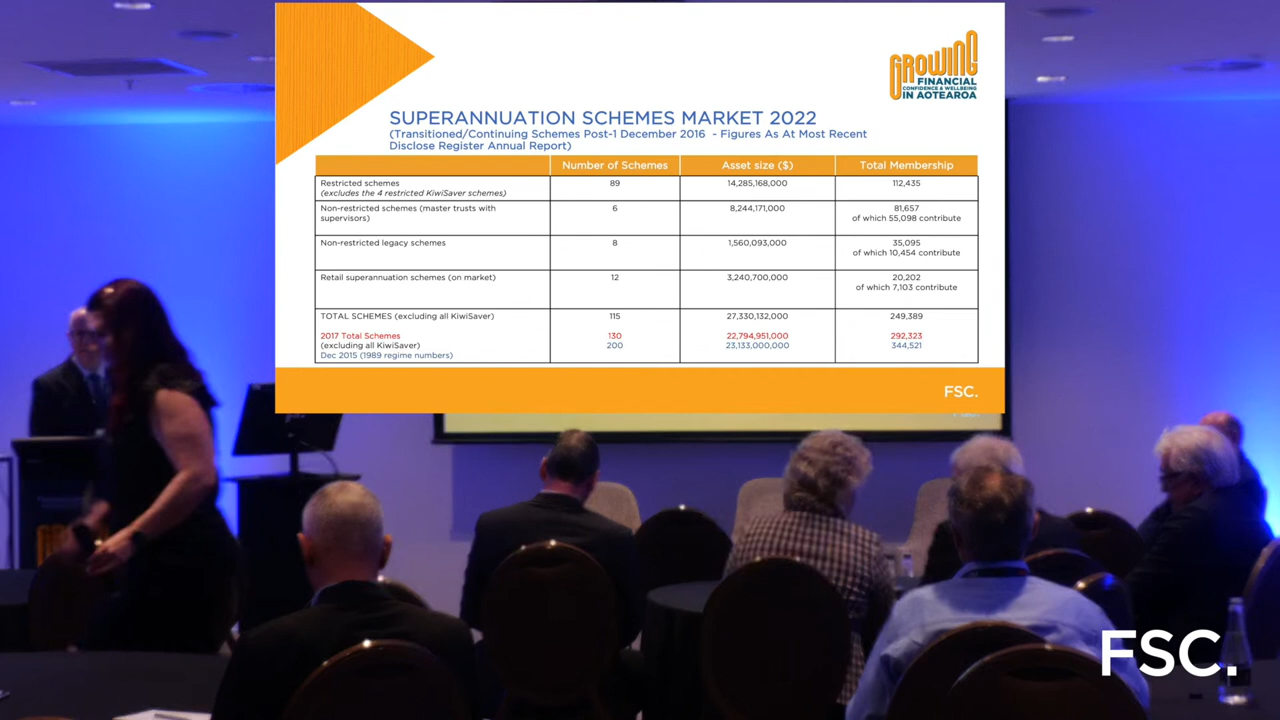 GROWING
FINANCIAL
CONFIDENCE & WELLBEING
IN AOTEAROA
SUPERANNUATION SCHEMES MARKET 2022
(Transitioned/Continuing Schemes Post-1 December 2016 - Figures As At Most Recent
Disclose Register Annual Report)
Number of Schemes Asset size ($) Total Membership
Restricted schemes 89 14,285,168,000 112,435
(excludes the 4 restricted KiwiSaver schemes)
Non-restricted schemes (master trusts with 6 8,244,171,000 81,657
supervisors) of which 55,098 contribute
Non-restricted legacy schemes 8 1,560,093,000 35,095
of which 10,454 contribute
Retail superannuation schemes (on market) 12 3,240,700,000 20,202
of which 7,103 contribute
TOTAL SCHEMES (excluding all KiwiSaver) 115 27,330,132,000 249,389
2017 Total Schemes 130 22,794,951,000 292,323
(excluding all KiwiSaver) 200 23,133,000,000 344,521
Dec 2015 (1989 regime numbers)
FSC.
FSC.